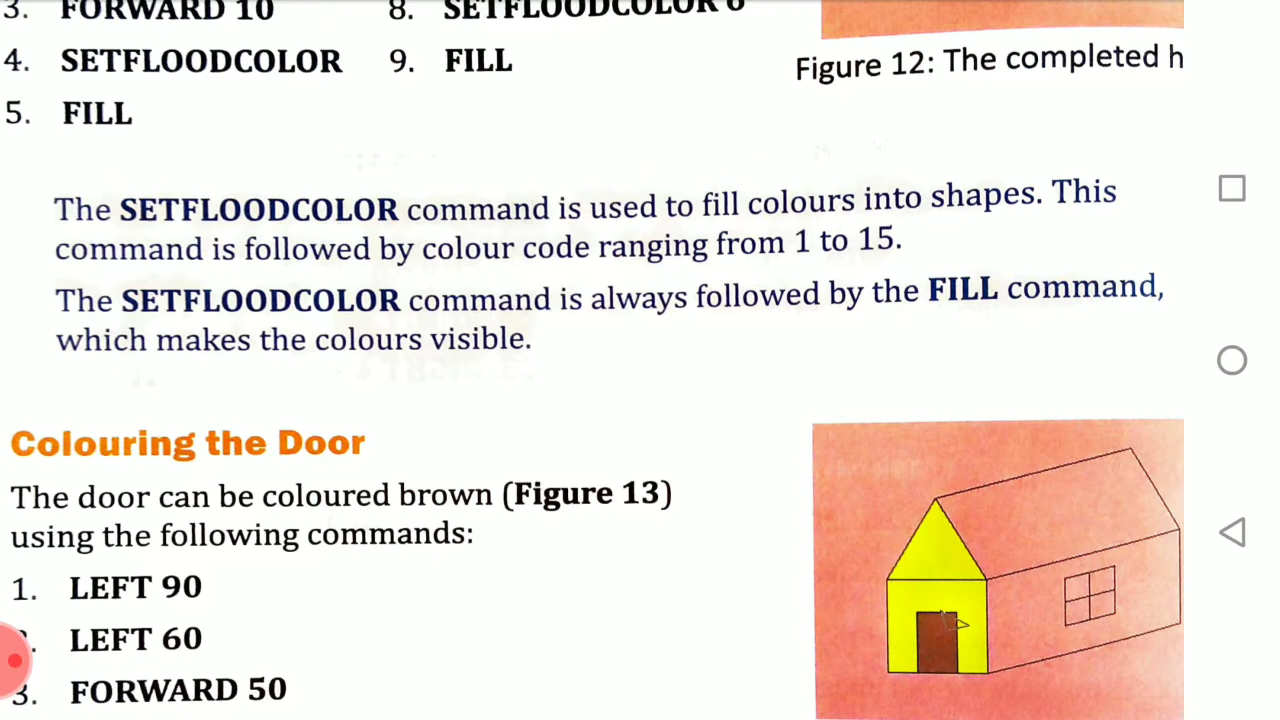 3. FORWARD 10
8. SETFLOODCOLOR 6
4. SETFLOODCOLOR
9. FILL
5. FILL
Figure 12: The completed h
The SETFLOODCOLOR command is used to fill colours into shapes. This
command is followed by colour code ranging from 1 to 15.
The SETFLOODCOLOR command is always followed by the FILL command,
which makes the colours visible.
Colouring the Door
The door can be coloured brown (Figure 13)
using the following commands:
1. LEFT 90
. LEFT 60
3. FORWARD 50